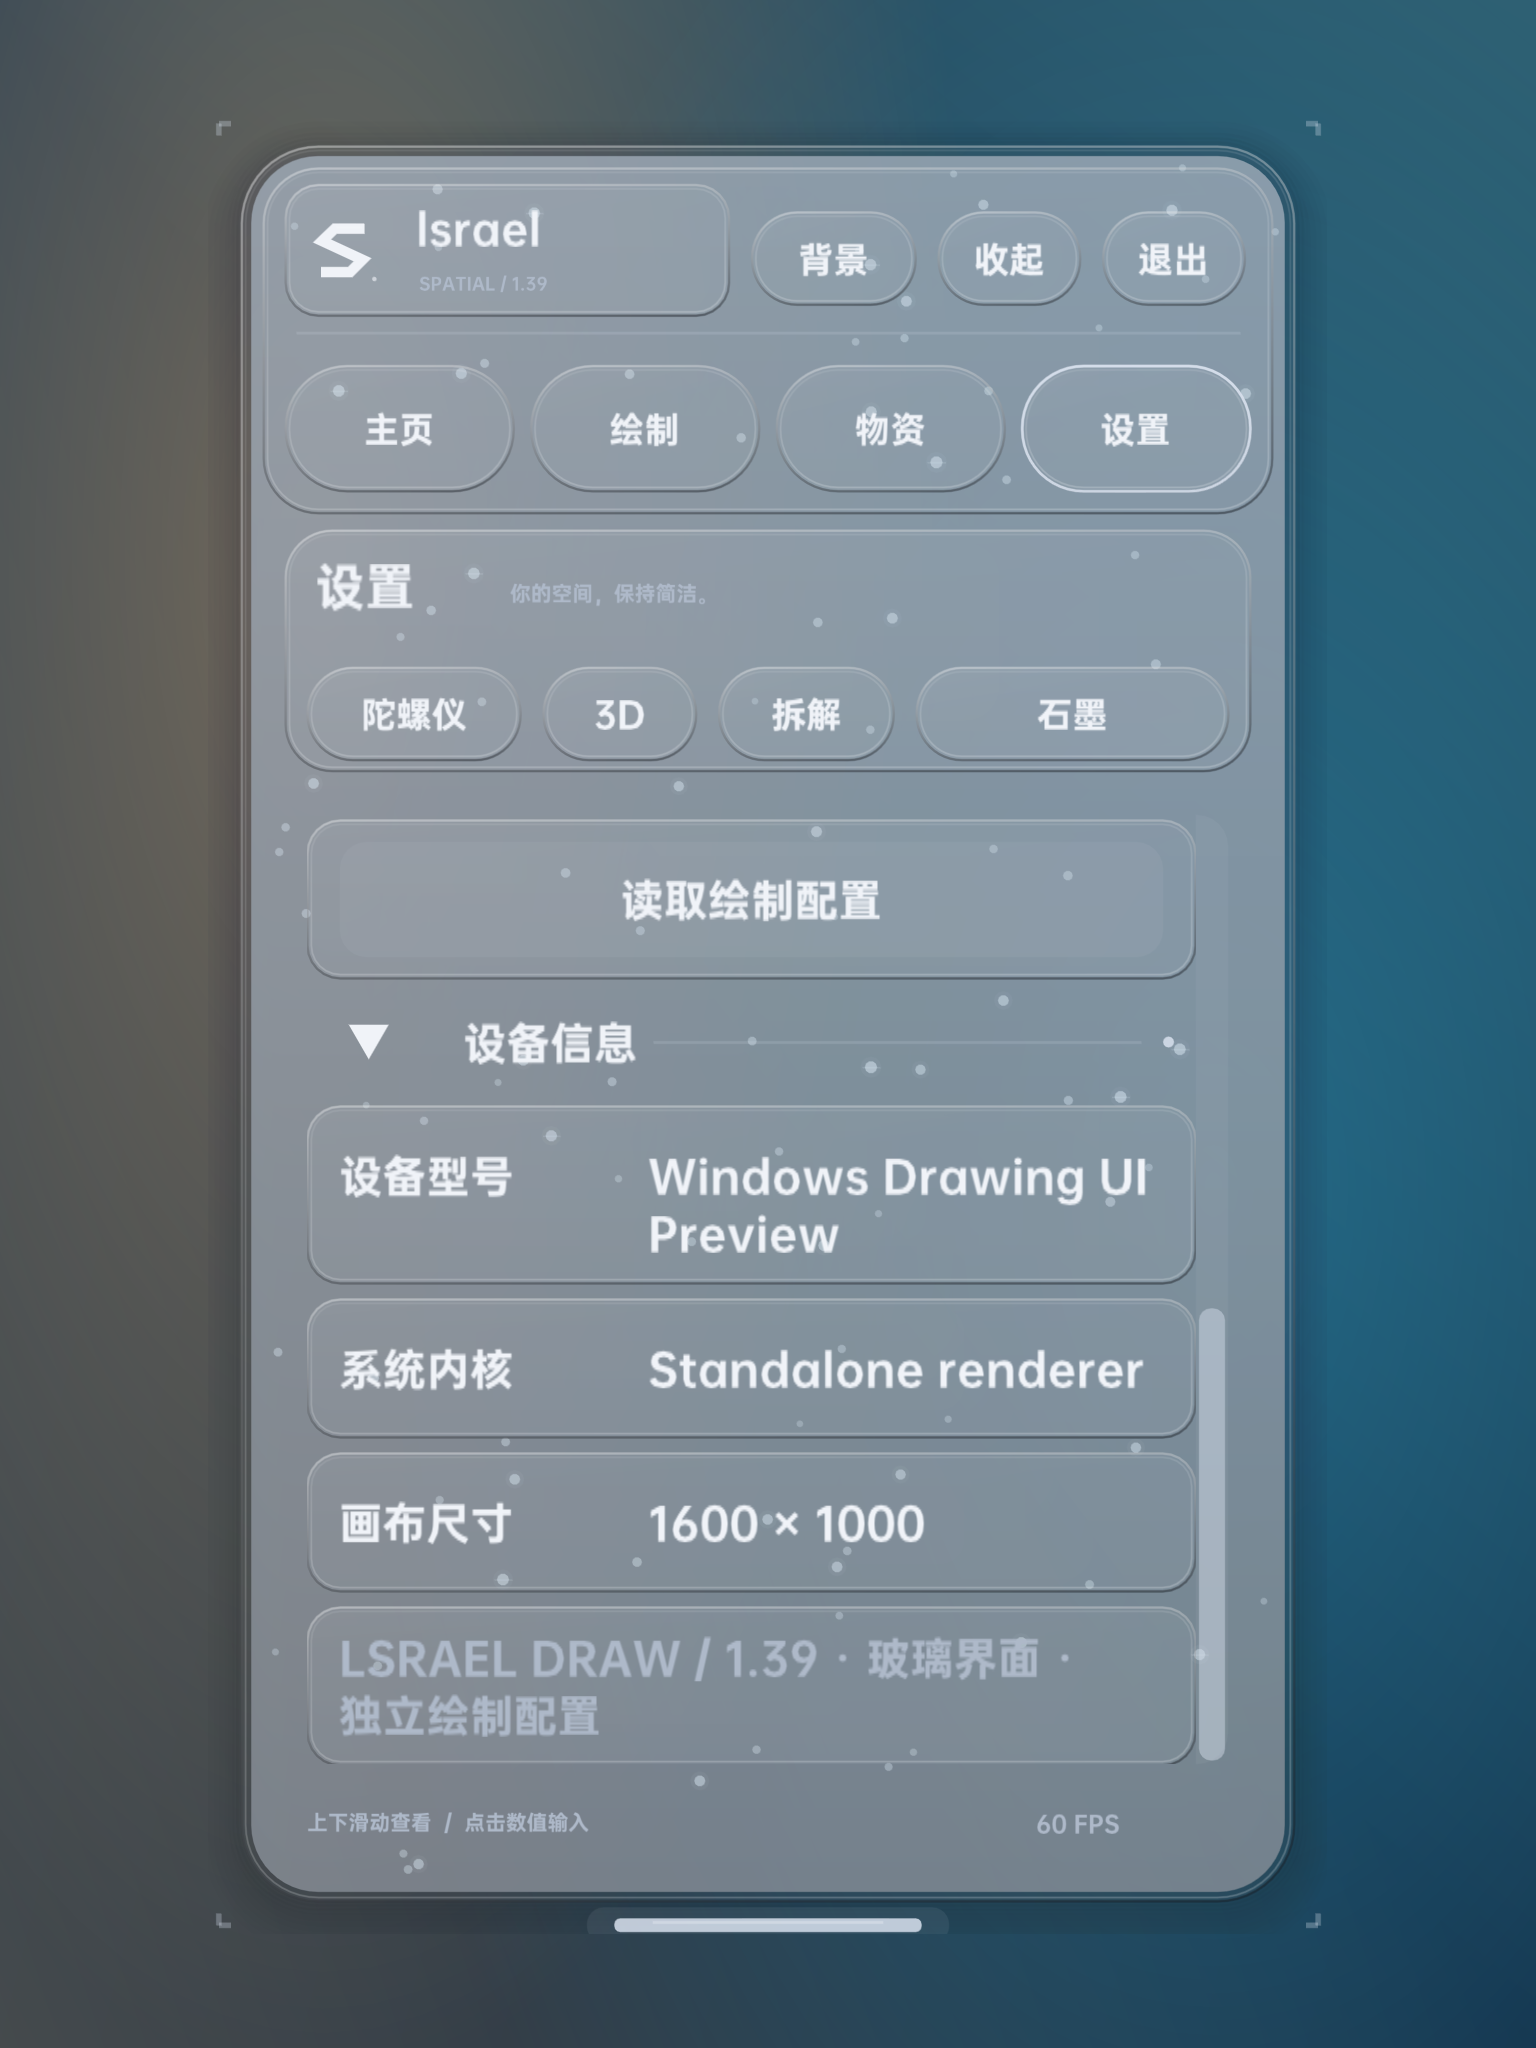 lsrael
SPATIAL / 1.39
背景 收起 退出
主页 绘制 物资 设置
设置 你的空间，保持简洁。
陀螺仪 3D 拆解 石墨
读取绘制配置
设备信息
设备型号 Windows Drawing UI
Preview
系统内核 Standalone renderer
画布尺寸 1600 × 1000
LSRAEL DRAW / 1.39 · 玻璃界面 ·
独立绘制配置
上下滑动查看 / 点击数值输入 60 FPS